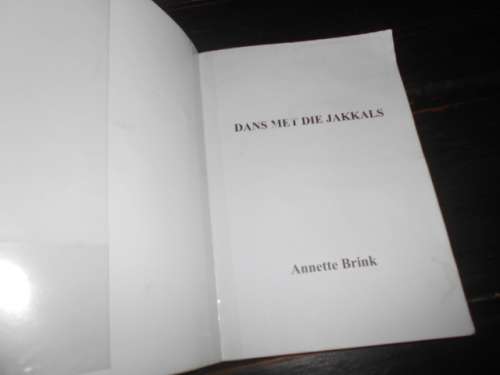 DANS MET DIE JAKKALS
Annette Brink